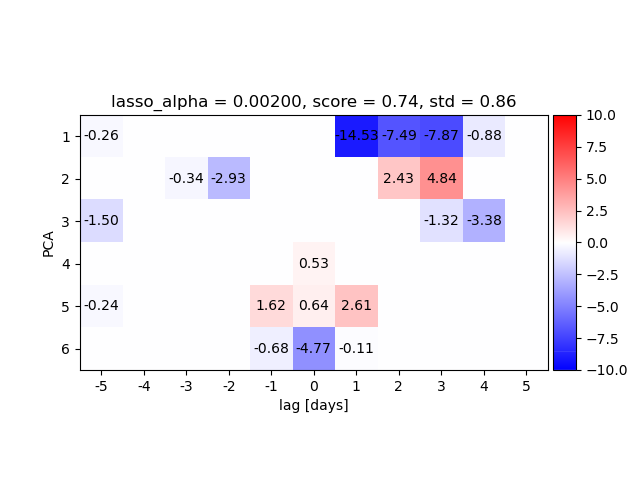 lasso_alpha = 0.00200, score = 0.74, std = 0.86
PCA
1 -0.26 -14.53 -7.49 -7.87 -0.88
2 -0.34 -2.93 2.43 4.84
3 -1.50 -1.32 -3.38
4 0.53
5 -0.24 1.62 0.64 2.61
6 -0.68 -4.77 -0.11
-5 -4 -3 -2 -1 0 1 2 3 4 5
lag [days]
10.0
7.5
5.0
2.5
0.0
−2.5
−5.0
−7.5
−10.0